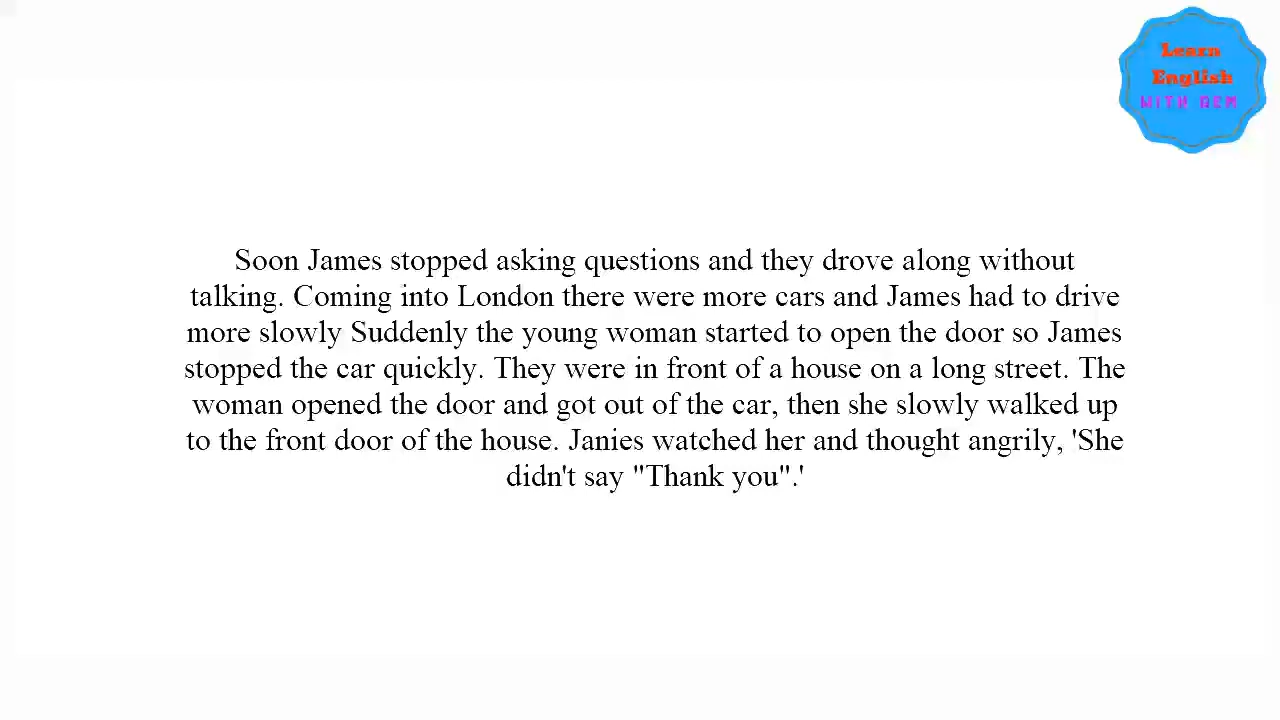 Learn
English
WITH BEM
Soon James stopped asking questions and they drove along without
talking. Coming into London there were more cars and James had to drive
more slowly Suddenly the young woman started to open the door so James
stopped the car quickly. They were in front of a house on a long street. The
woman opened the door and got out of the car, then she slowly walked up
to the front door of the house. Janies watched her and thought angrily, 'She
didn't say "Thank you".'